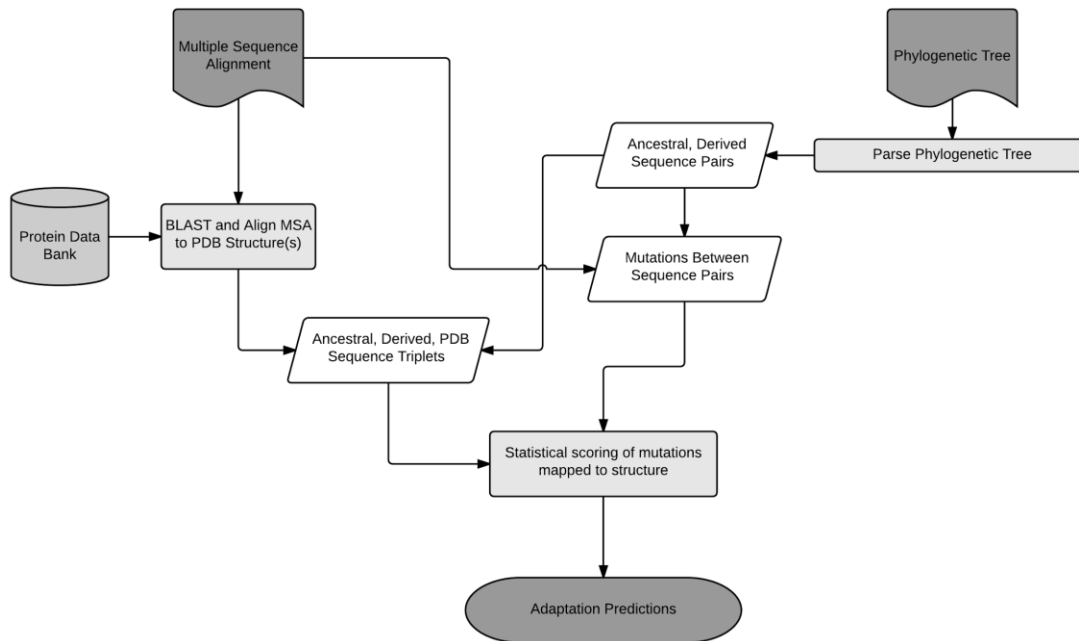 Multiple Sequence
Alignment
Phylogenetic Tree
Ancestral, Derived
Sequence Pairs
Parse Phylogenetic Tree
Protein Data
Bank
BLAST and Align MSA
to PDB Structure(s)
Mutations Between
Sequence Pairs
Ancestral, Derived, PDB
Sequence Triplets
Statistical scoring of mutations
mapped to structure
Adaptation Predictions